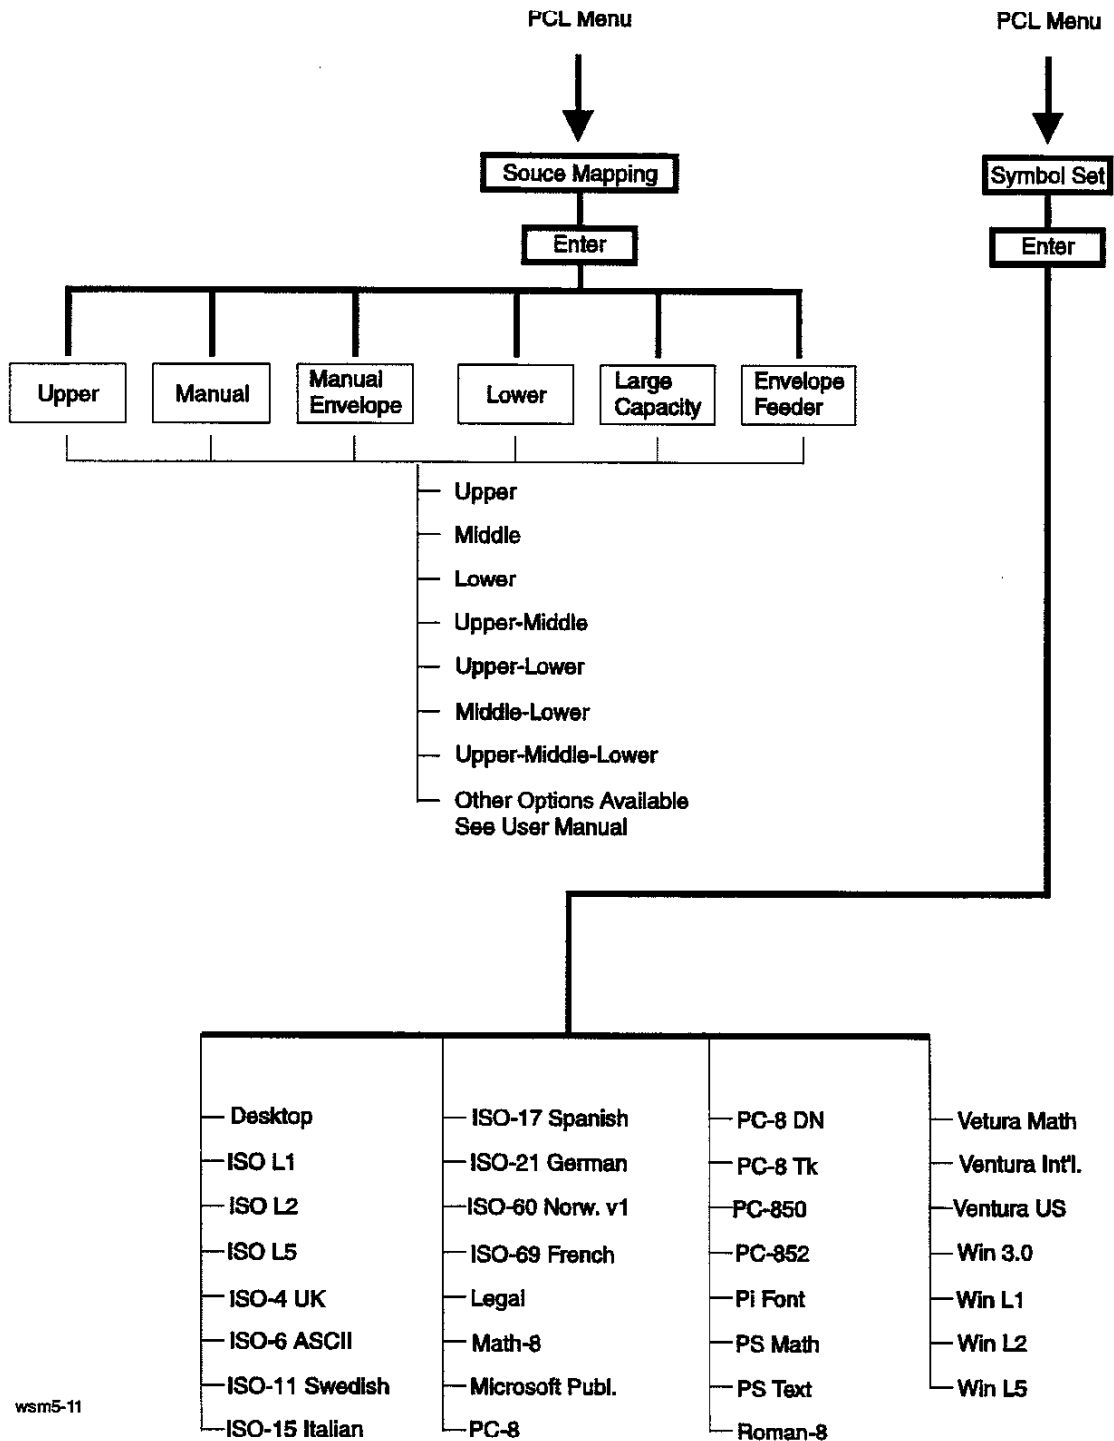 PCL Menu
PCL Menu
Souce Mapping
Symbol Set
Enter
Enter
Upper
Manual
Manual
Envelope
Lower
Large
Capacity
Envelope
Feeder
Upper
Middle
Lower
Upper-Middle
Upper-Lower
Middle-Lower
Upper-Middle-Lower
Other Options Available
See User Manual
Desktop
ISO L1
ISO L2
ISO L5
ISO-4 UK
ISO-6 ASCII
ISO-11 Swedish
ISO-15 Italian
ISO-17 Spanish
ISO-21 German
ISO-60 Norw. v1
ISO-69 French
Legal
Math-8
Microsoft Publ.
PC-8
PC-8 DN
PC-8 Tk
PC-850
PC-852
Pi Font
PS Math
PS Text
Roman-8
Vetura Math
Ventura Int'l.
Ventura US
Win 3.0
Win L1
Win L2
Win L5
wsm5-11